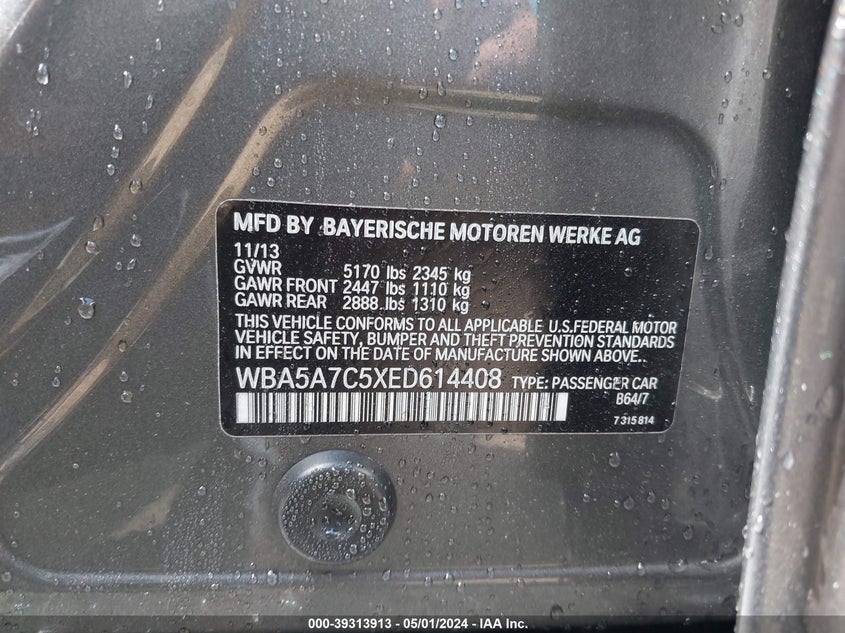 MFD BY BAYERISCHE MOTOREN WERKE AG
11/13
GVWR 5170 lbs 2345 kg
GAWR FRONT 2447 lbs 1110 kg
GAWR REAR 2888 lbs 1310 kg
THIS VEHICLE CONFORMS TO ALL APPLICABLE U.S.FEDERAL MOTOR
VEHICLE SAFETY, BUMPER AND THEFT PREVENTION STANDARDS
IN EFFECT ON THE DATE OF MANUFACTURE SHOWN ABOVE.
WBA5A7C5XED614408 TYPE: PASSENGER CAR
B64/7
7315814
000-39313913 - 05/01/2024 - IAA Inc.